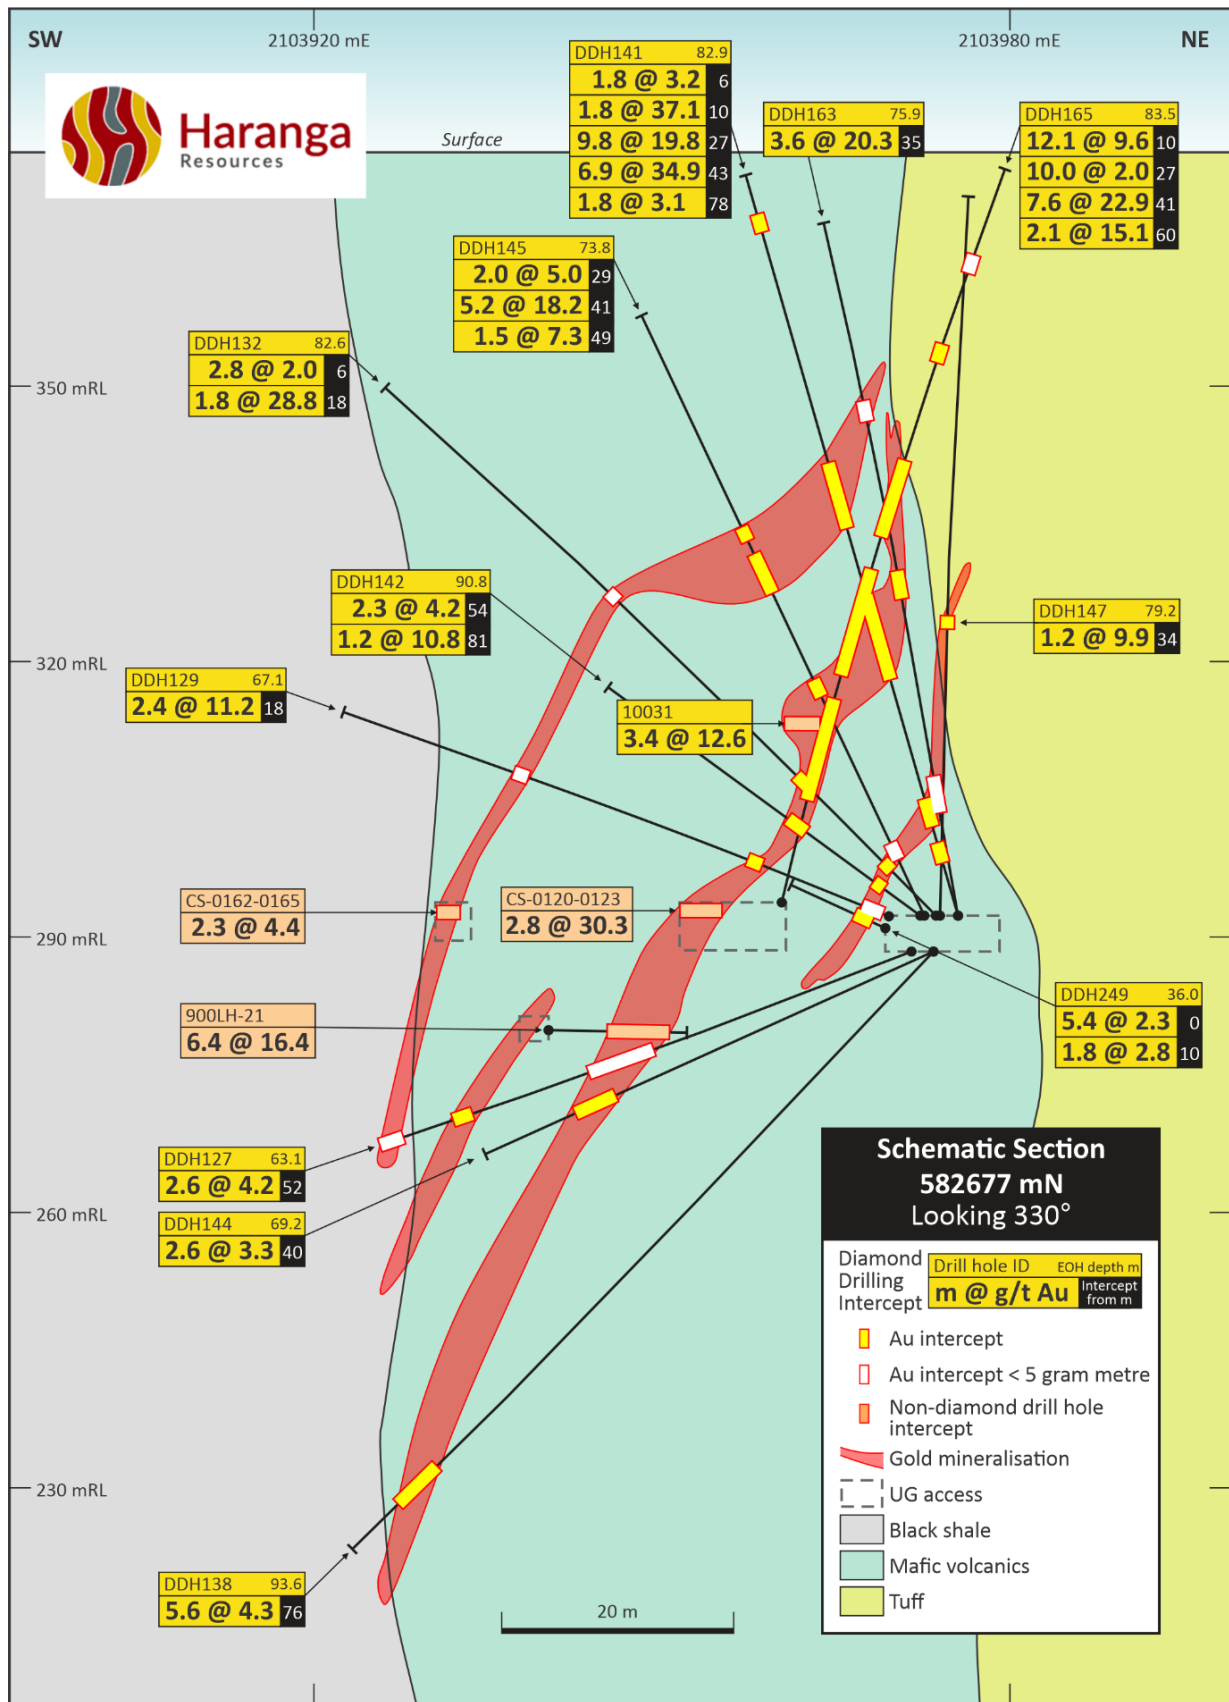 SW
2103920 mE
2103980 mE
NE
Haranga
Resources
Surface
DDH141 82.9
1.8 @ 3.2 6
1.8 @ 37.1 10
9.8 @ 19.8 27
6.9 @ 34.9 43
1.8 @ 3.1 78
DDH163 75.9
3.6 @ 20.3 35
DDH165 83.5
12.1 @ 9.6 10
10.0 @ 2.0 27
7.6 @ 22.9 41
2.1 @ 15.1 60
DDH145 73.8
2.0 @ 5.0 29
5.2 @ 18.2 41
1.5 @ 7.3 49
DDH132 82.6
2.8 @ 2.0 6
1.8 @ 28.8 18
350 mRL
DDH142 90.8
2.3 @ 4.2 54
1.2 @ 10.8 81
DDH147 79.2
1.2 @ 9.9 34
320 mRL
DDH129 67.1
2.4 @ 11.2 18
10031
3.4 @ 12.6
CS-0162-0165
2.3 @ 4.4
CS-0120-0123
2.8 @ 30.3
290 mRL
DDH249 36.0
5.4 @ 2.3 0
1.8 @ 2.8 10
900LH-21
6.4 @ 16.4
DDH127 63.1
2.6 @ 4.2 52
DDH144 69.2
2.6 @ 3.3 40
260 mRL
230 mRL
DDH138 93.6
5.6 @ 4.3 76
20 m
Schematic Section
582677 mN
Looking 330°
Diamond
Drilling
Intercept
Drill hole ID EOH depth m
m @ g/t Au Intercept
from m
Au intercept
Au intercept < 5 gram metre
Non-diamond drill hole
intercept
Gold mineralisation
UG access
Black shale
Mafic volcanics
Tuff